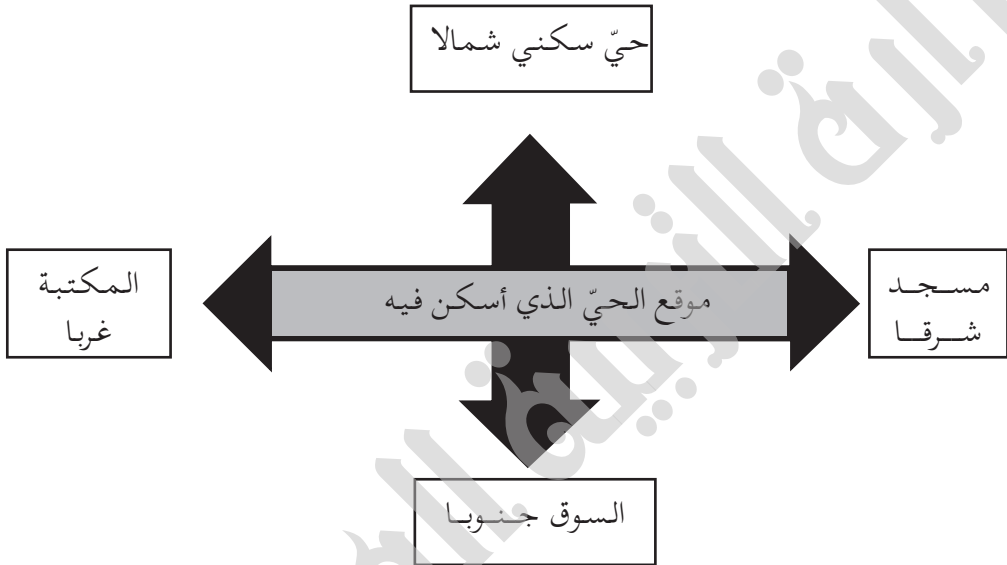 حيّ سكني شمالا
مسجد
شرقا
موقع الحيّ الذي أسكن فيه
المكتبة
غربا
السوق جنوبا